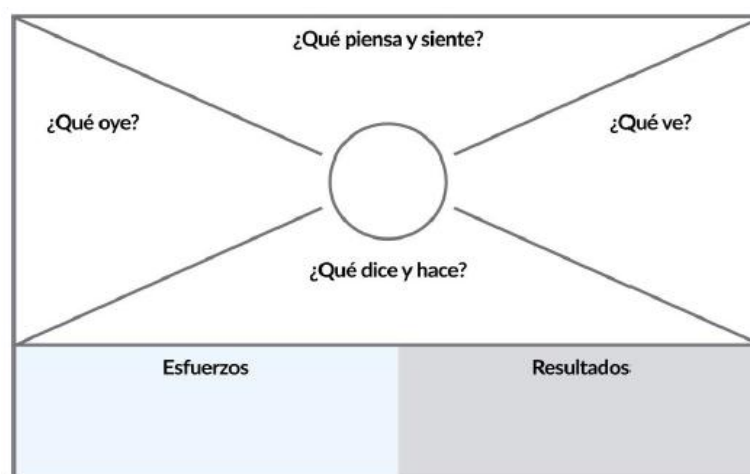 ¿Qué piensa y siente?
¿Qué oye?
¿Qué ve?
¿Qué dice y hace?
Esfuerzos
Resultados